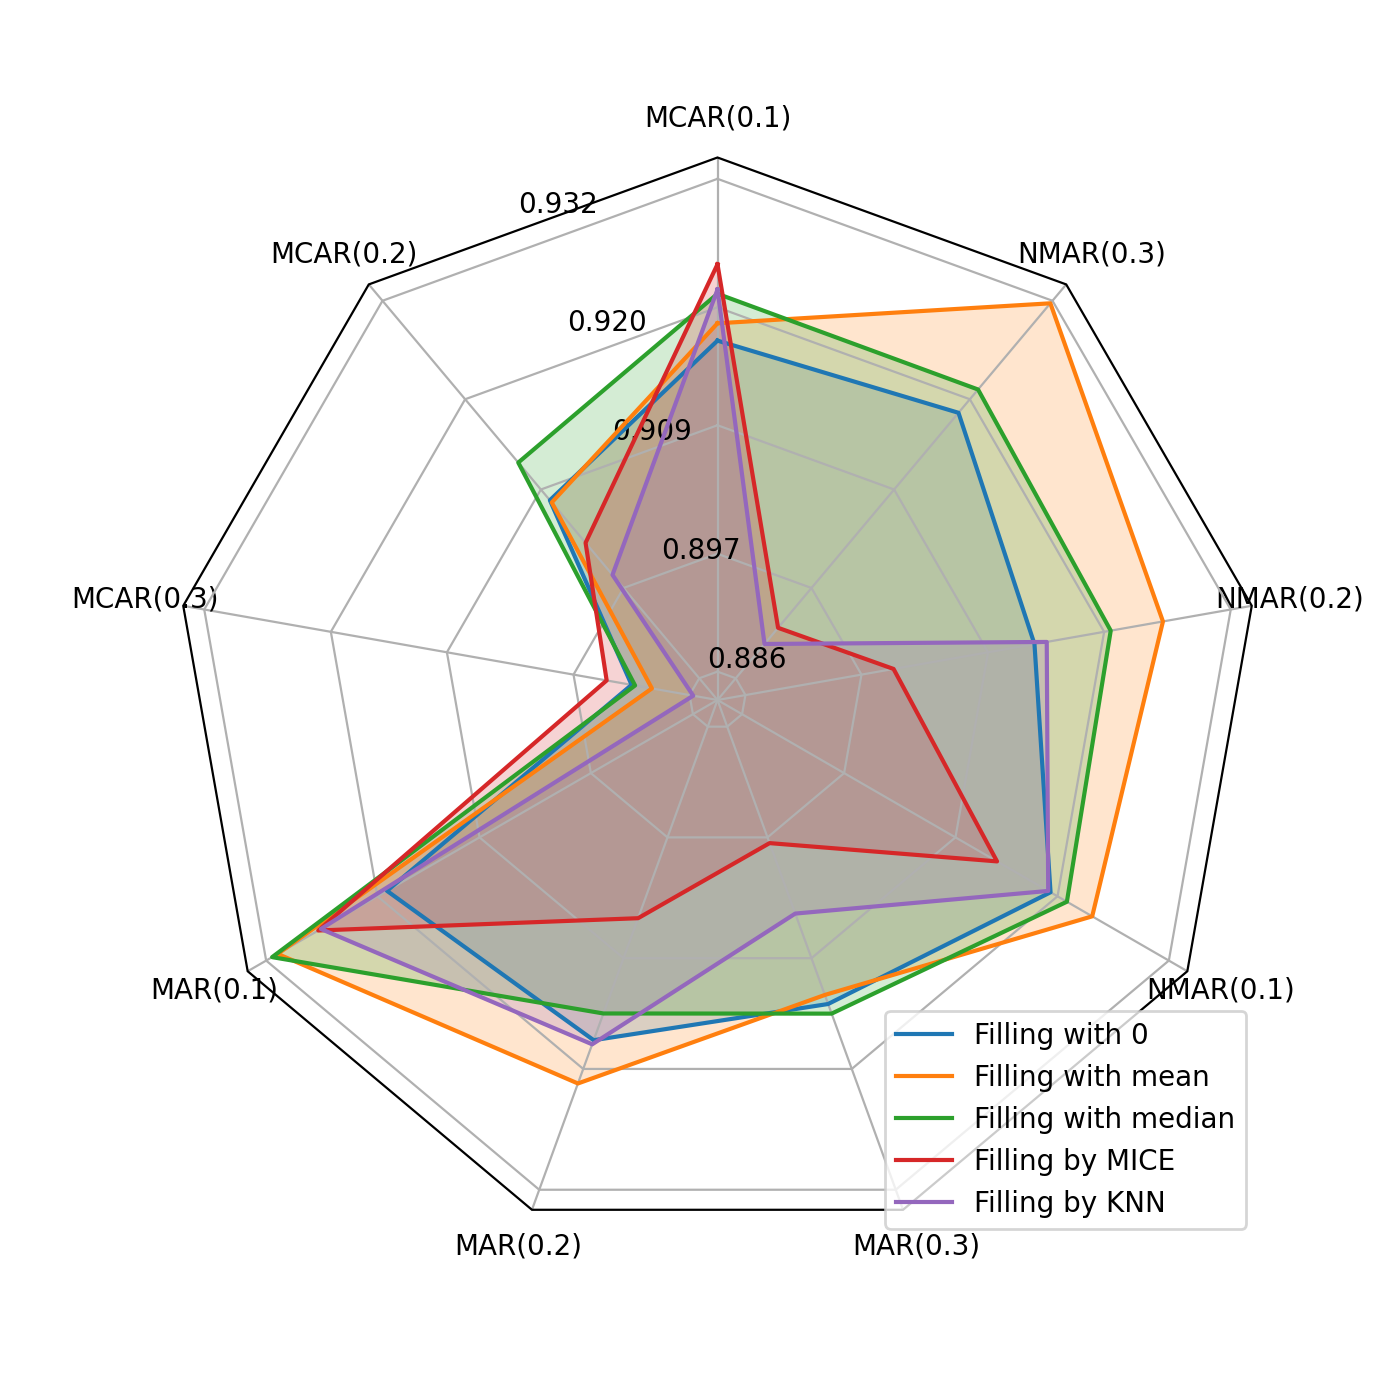 MCAR(0.1)
0.932
MCAR(0.2)
NMAR(0.3)
0.920
0.909
0.897
MCAR(0.3)
NMAR(0.2)
0.886
MAR(0.1)
NMAR(0.1)
Filling with 0
Filling with mean
Filling with median
Filling by MICE
Filling by KNN
MAR(0.2)
MAR(0.3)